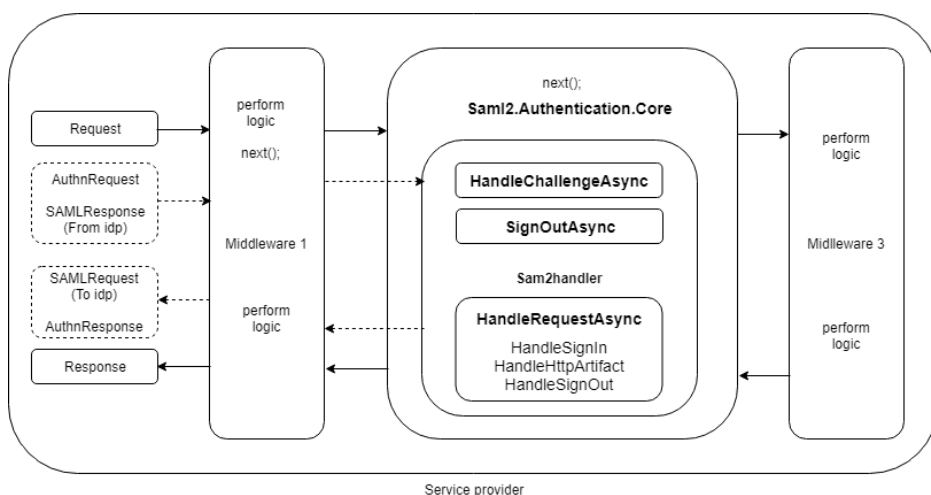 next();
Saml2.Authentication.Core
Request
perform
logic
next();
perform
logic
AuthnRequest
SAMLResponse
(From idp)
HandleChallengeAsync
SignOutAsync
Middleware 1
Midlleware 3
SAMLRequest
(To idp)
AuthnResponse
perform
logic
Sam2handler
HandleRequestAsync
HandleSignIn
HandleHttpArtifact
HandleSignOut
perform
logic
Response
Service provider